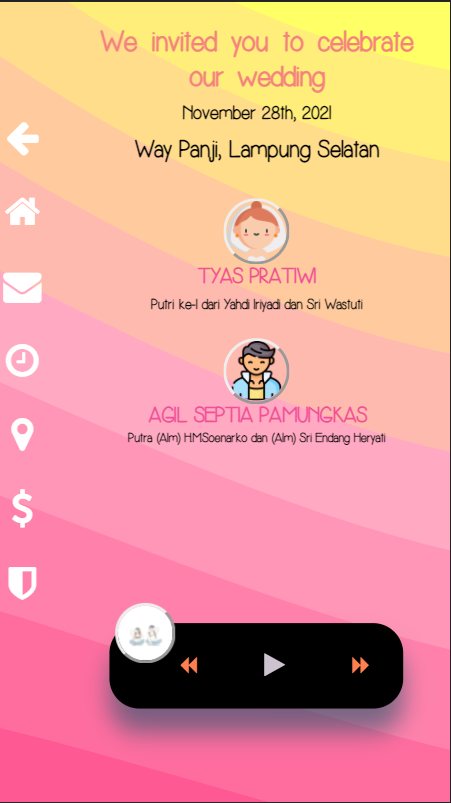 We invited you to celebrate
our wedding
November 28th, 2021
Way Panji, Lampung Selatan
TYAS PRATIWI
Putri ke-1 dari Yahdi Iriyadi dan Sri Wastuti
AGIL SEPTIA PAMUNGKAS
Putra (Alm) H.M.Soenarko dan (Alm) Sri Endang Heryati